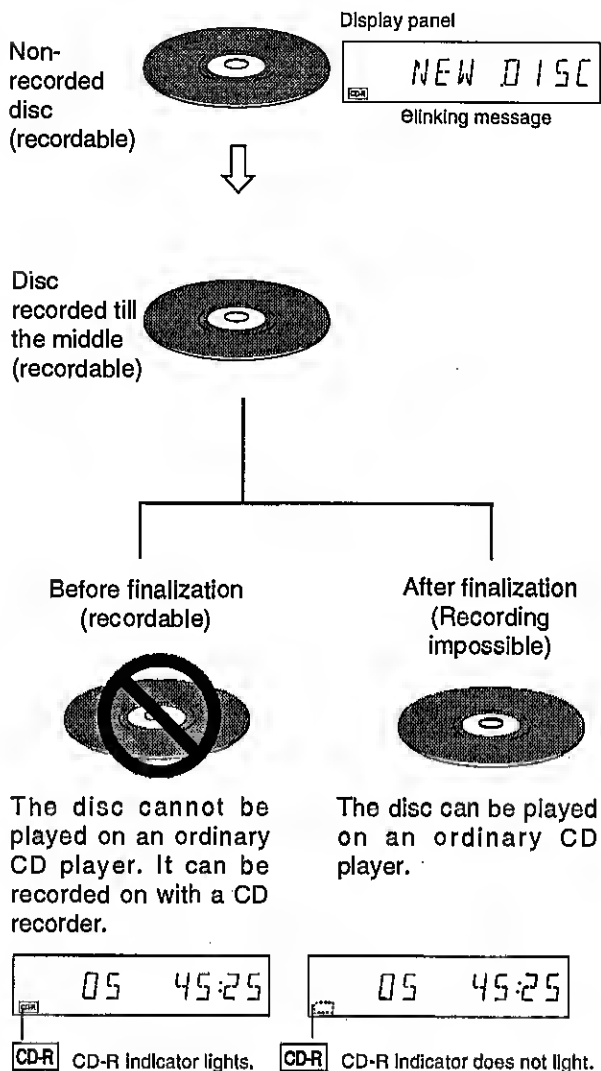 Display panel
Non-
recorded
disc
(recordable)
NEW DISC
CD-R
Blinking message
Disc
recorded till
the middle
(recordable)
Before finalization
(recordable)
After finalization
(Recording
impossible)
The disc cannot be
played on an ordinary
CD player. It can be
recorded on with a CD
recorder.
The disc can be played
on an ordinary CD
player.
05 45:25
CD-R
CD-R CD-R indicator lights.
05 45:25
CD-R CD-R indicator does not light.